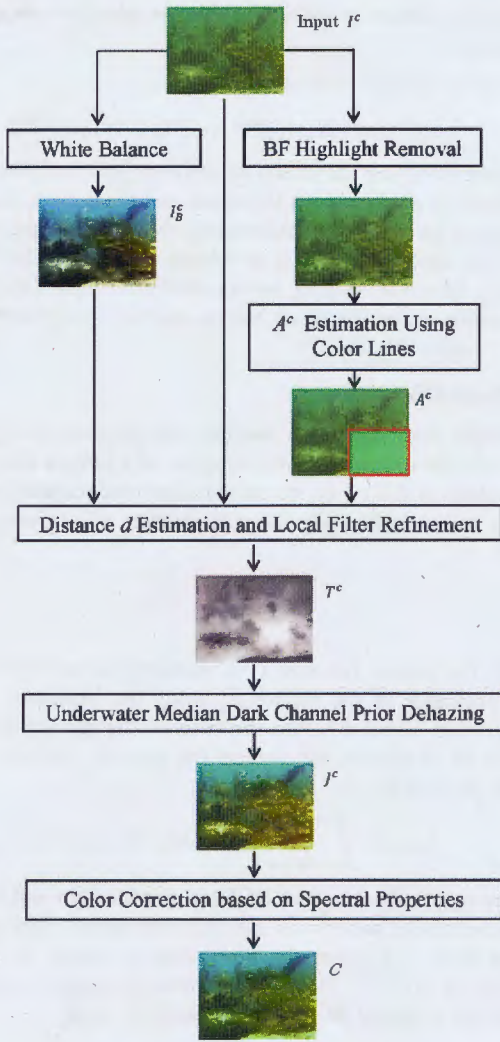 Input I^c
White Balance
BF Highlight Removal
I_B^c
A^c Estimation Using
Color Lines
A^c
Distance d Estimation and Local Filter Refinement
T^c
Underwater Median Dark Channel Prior Dehazing
J^c
Color Correction based on Spectral Properties
C